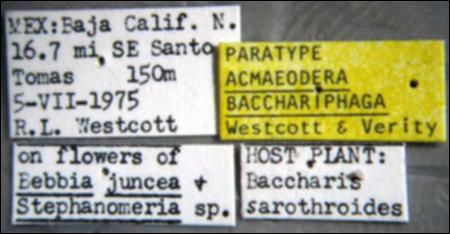 MEX:Baja Calif. N.
16.7 mi, SE Santo
Tomas 150m
5-VII-1975
R.L. Westcott
PARATYPE
ACMAEODERA
BACCHARIPHAGA
Westcott & Verity
on flowers of
Bebbia juncea +
Stephanomeria sp.
HOST PLANT:
Baccharis
sarothroides